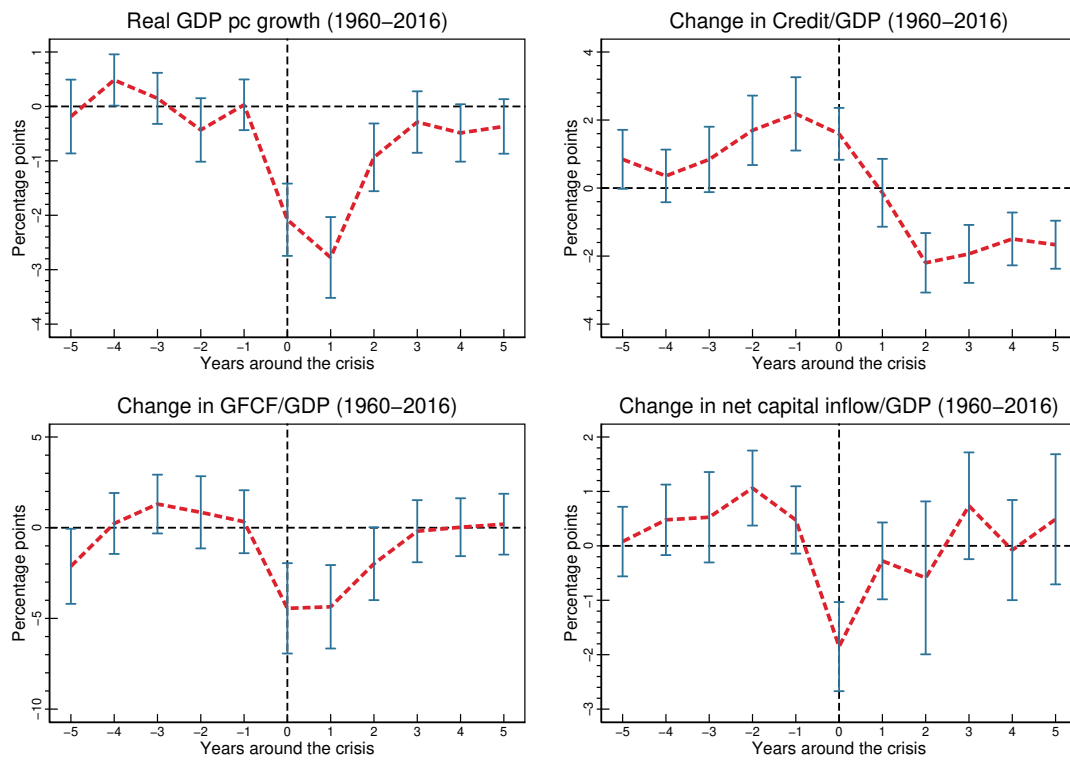 Real GDP pc growth (1960−2016)
Percentage points
1
0
−1
−2
−3
−4
−5 −4 −3 −2 −1 0 1 2 3 4 5
Years around the crisis
Change in Credit/GDP (1960−2016)
Percentage points
4
2
0
−2
−4
−5 −4 −3 −2 −1 0 1 2 3 4 5
Years around the crisis
Change in GFCF/GDP (1960−2016)
Percentage points
5
0
−5
−10
−5 −4 −3 −2 −1 0 1 2 3 4 5
Years around the crisis
Change in net capital inflow/GDP (1960−2016)
Percentage points
2
1
0
−1
−2
−3
−5 −4 −3 −2 −1 0 1 2 3 4 5
Years around the crisis